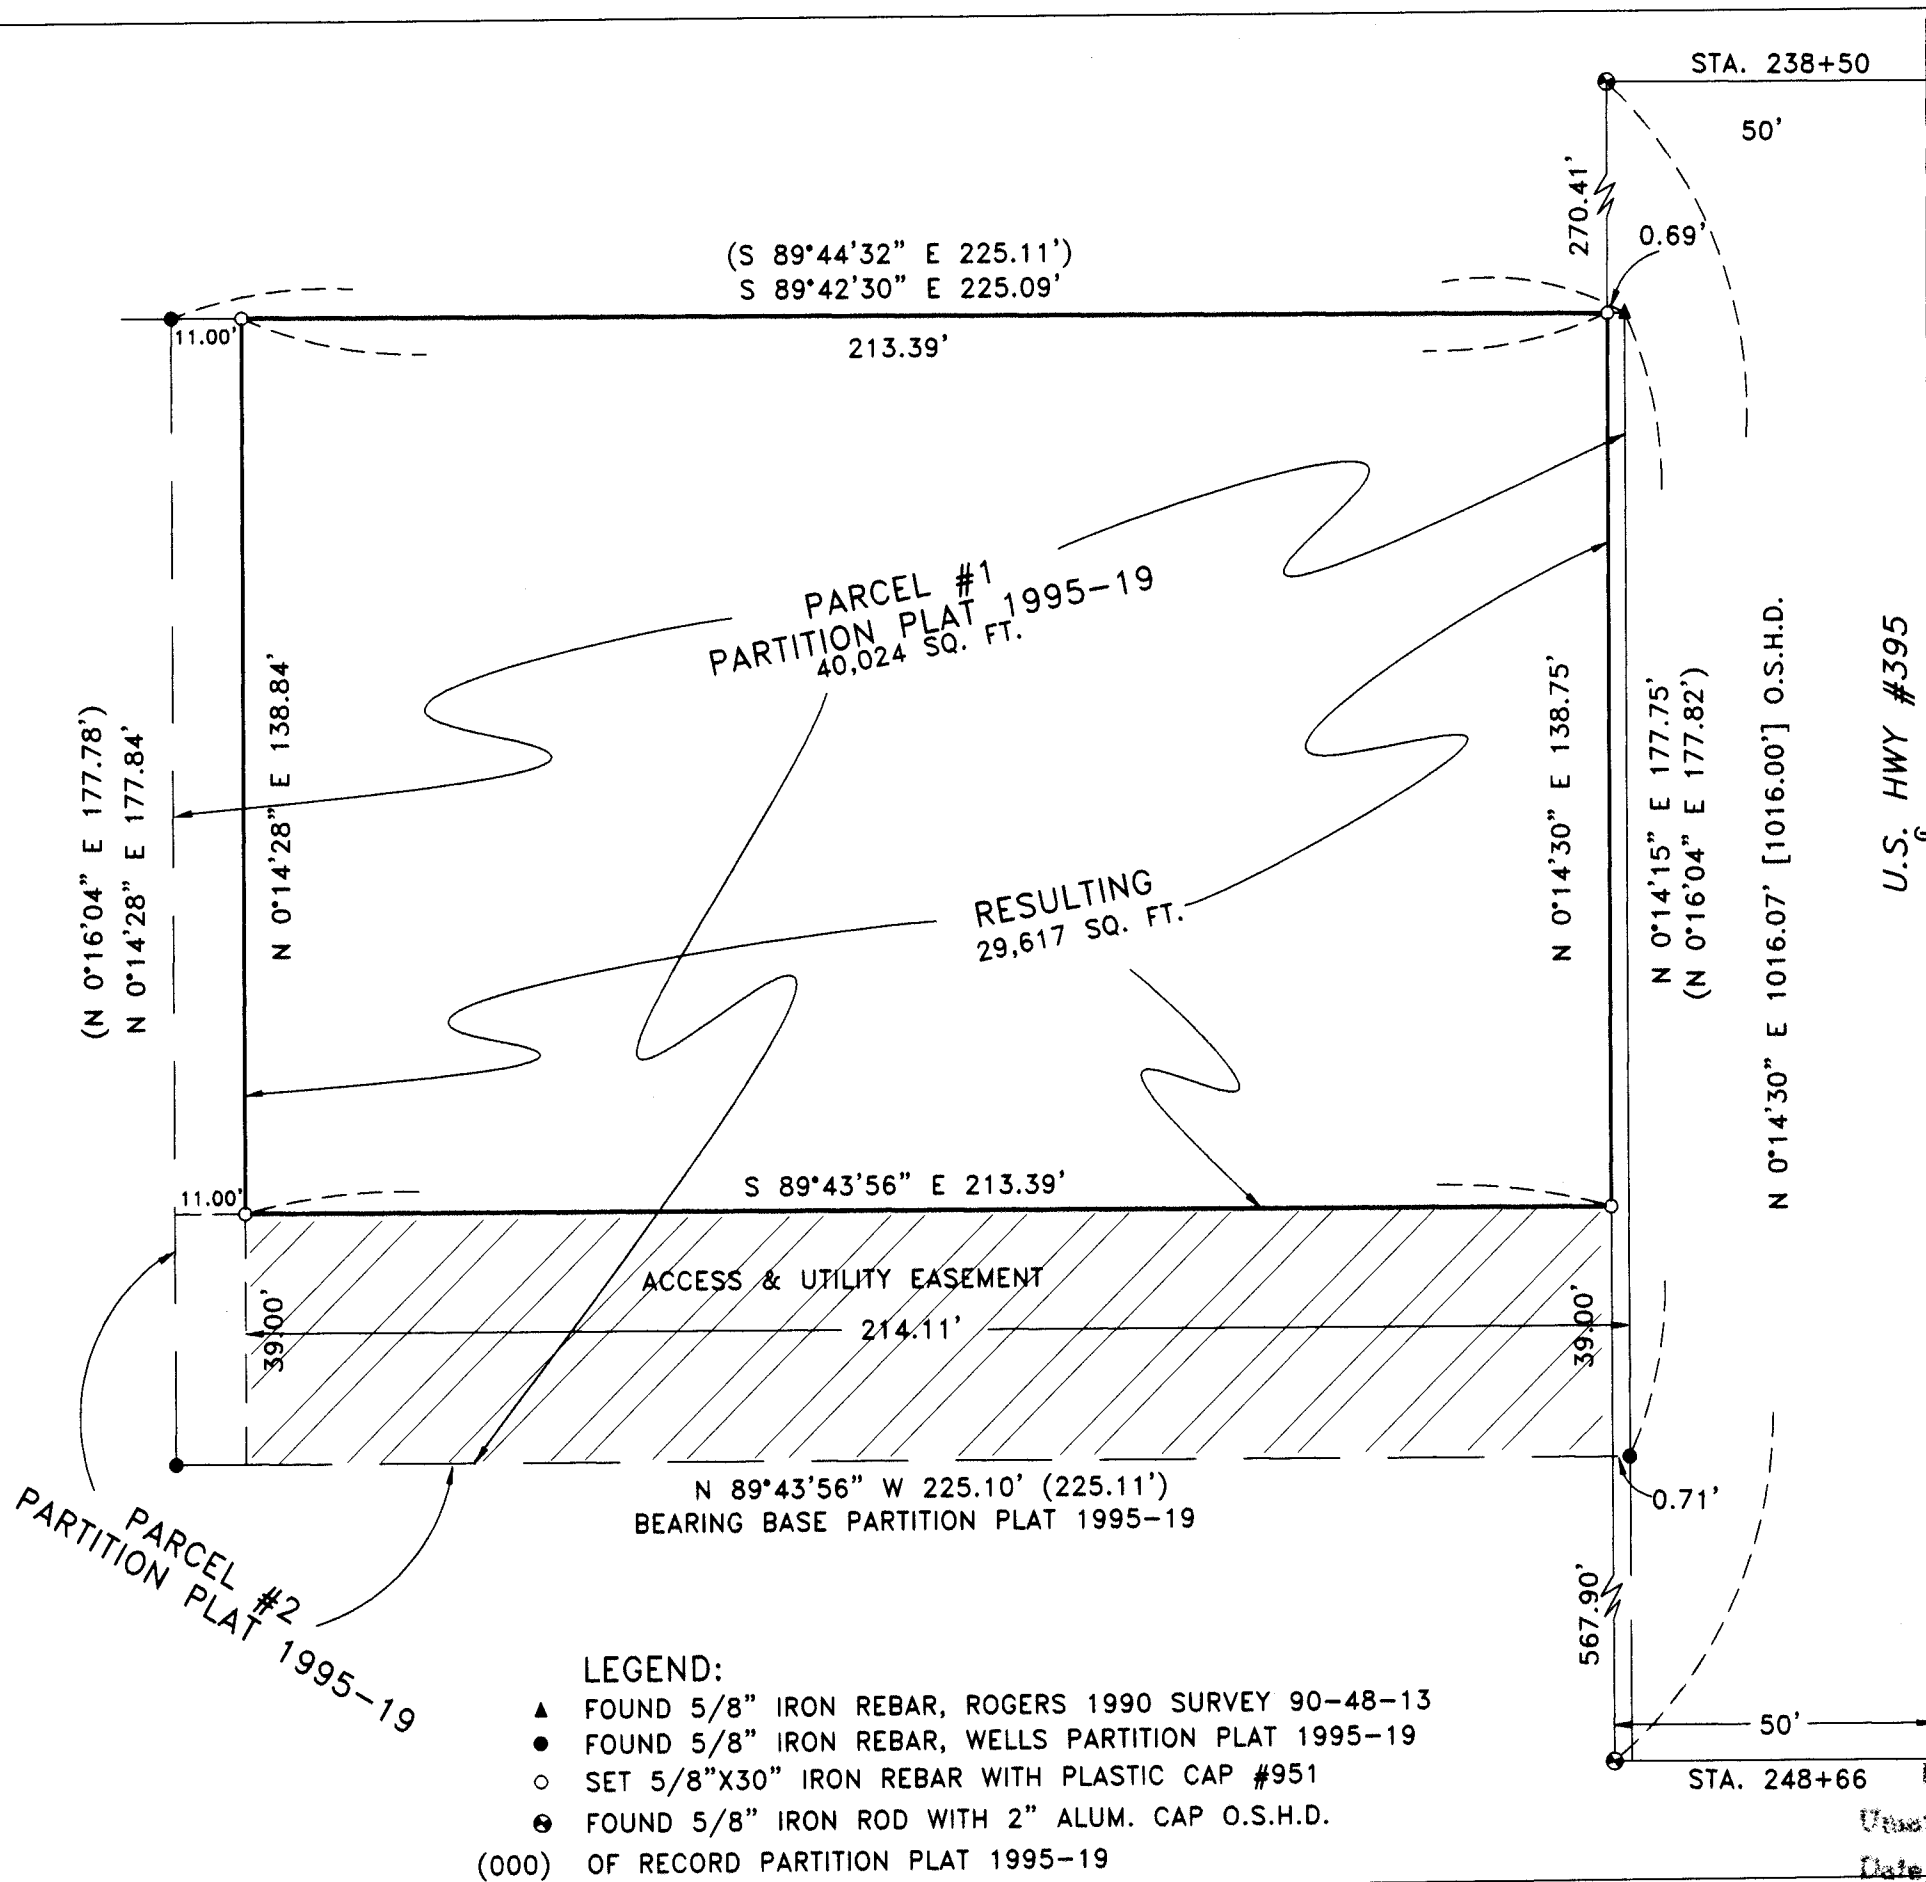 STA. 238+50
50'
270.41'
0.69'
(S 89°44'32" E 225.11')
S 89°42'30" E 225.09'
11.00'
213.39'
PARCEL #1
PARTITION PLAT 1995-19
40,024 SQ. FT.
(N 0°16'04" E 177.78')
N 0°14'28" E 177.84'
N 0°14'28" E 138.84'
N 0°14'30" E 138.75'
N 0°14'15" E 177.75'
(N 0°16'04" E 177.82')
N 0°14'30" E 1016.07' [1016.00'] O.S.H.D.
U.S. HWY #395
RESULTING
29,617 SQ. FT.
11.00'
S 89°43'56" E 213.39'
ACCESS & UTILITY EASEMENT
39.00'
214.11'
39.00'
N 89°43'56" W 225.10' (225.11')
BEARING BASE PARTITION PLAT 1995-19
0.71'
PARCEL #2
PARTITION PLAT 1995-19
567.90'
50'
STA. 248+66
LEGEND:
FOUND 5/8" IRON REBAR, ROGERS 1990 SURVEY 90-48-13
FOUND 5/8" IRON REBAR, WELLS PARTITION PLAT 1995-19
SET 5/8"X30" IRON REBAR WITH PLASTIC CAP #951
FOUND 5/8" IRON ROD WITH 2" ALUM. CAP O.S.H.D.
(000) OF RECORD PARTITION PLAT 1995-19
Date